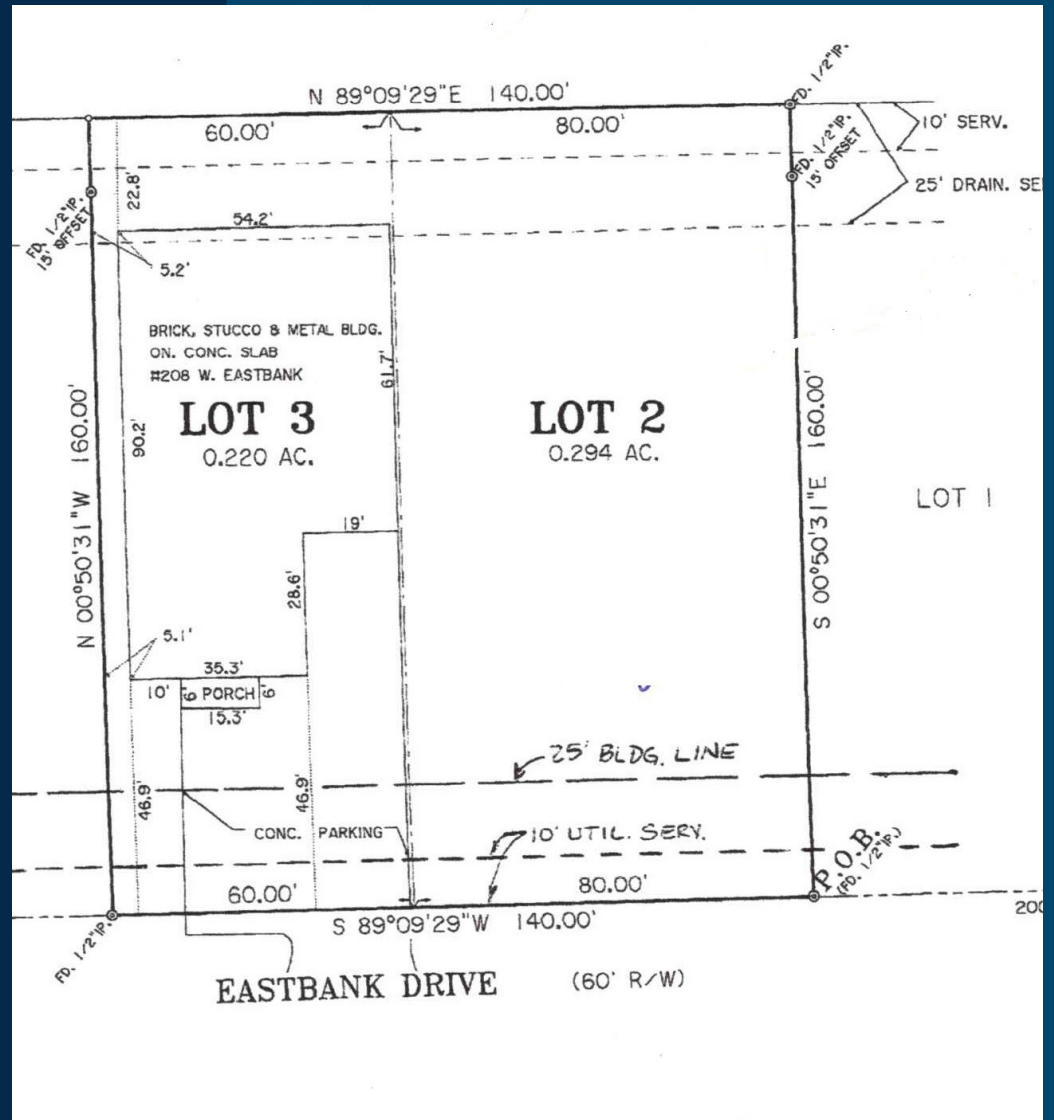 N 89°09'29"E 140.00'
60.00'
80.00'
FD. 1/2"IP.
10' SERV.
FD. 1/2"IP.
15' OFFSET
25' DRAIN.
FD. 1/2"IP.
15' OFFSET
22.8'
54.2'
5.2'
BRICK, STUCCO & METAL BLDG.
ON. CONC. SLAB
#208 W. EASTBANK
61.7'
LOT 3
0.220 AC.
LOT 2
0.294 AC.
N 00°50'31"W 160.00'
90.2'
S 00°50'31"E 160.00'
LOT 1
19'
28.6'
5.1'
35.3'
10'
6'
PORCH
6'
15.3'
25' BLDG. LINE
46.9'
46.9'
CONC. PARKING
10' UTIL. SERV.
P.O.B.
(FD. 1/2"IP.)
60.00'
80.00'
S 89°09'29"W 140.00'
FD. 1/2"IP.
200
EASTBANK DRIVE
(60' R/W)